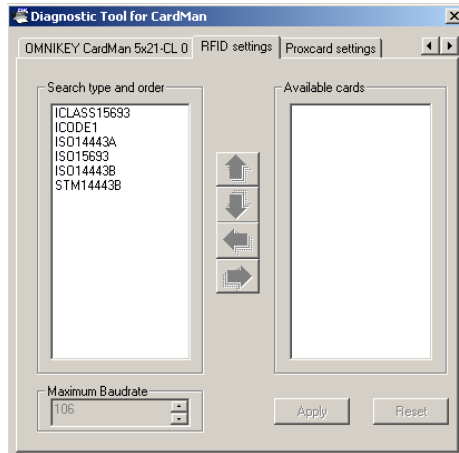 Diagnostic Tool for CardMan
OMNIKEY CardMan 5x21-CL 0
RFID settings
Proxcard settings
Search type and order
ICLASS15693
ICODE1
ISO14443A
ISO15693
ISO14443B
STM14443B
Available cards
Maximum Baudrate
106
Apply
Reset